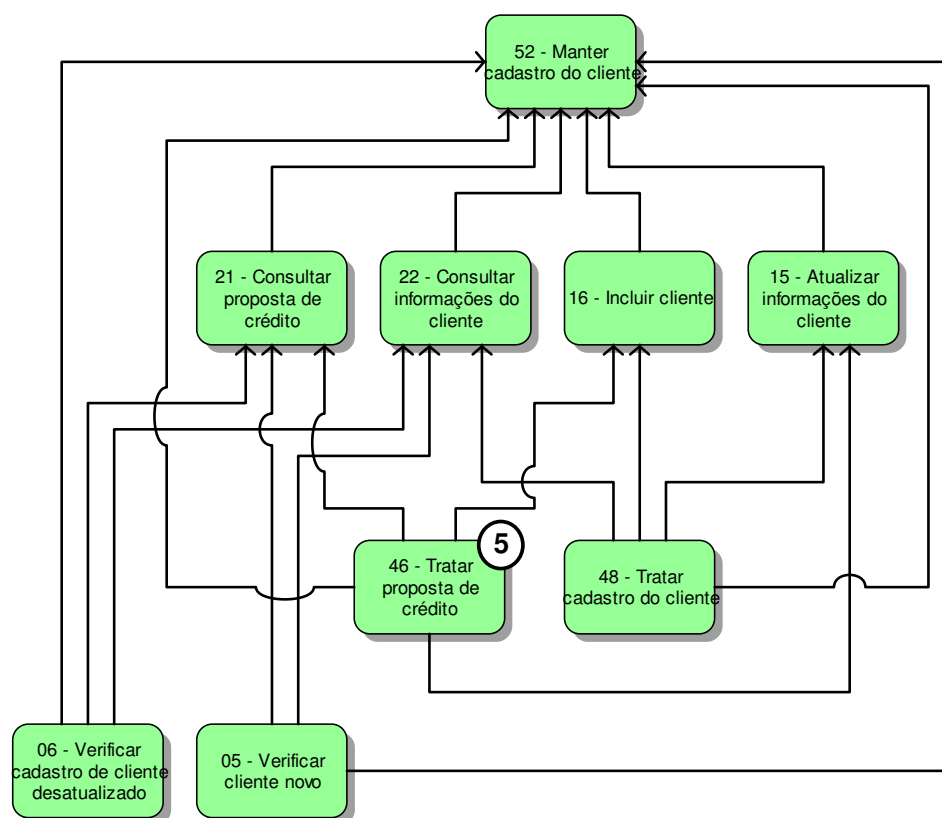 52 - Manter
cadastro do cliente
21 - Consultar
proposta de
crédito
22 - Consultar
informações do
cliente
16 - Incluir cliente
15 - Atualizar
informações do
cliente
5
46 - Tratar
proposta de
crédito
48 - Tratar
cadastro do cliente
06 - Verificar
cadastro de cliente
desatualizado
05 - Verificar
cliente novo